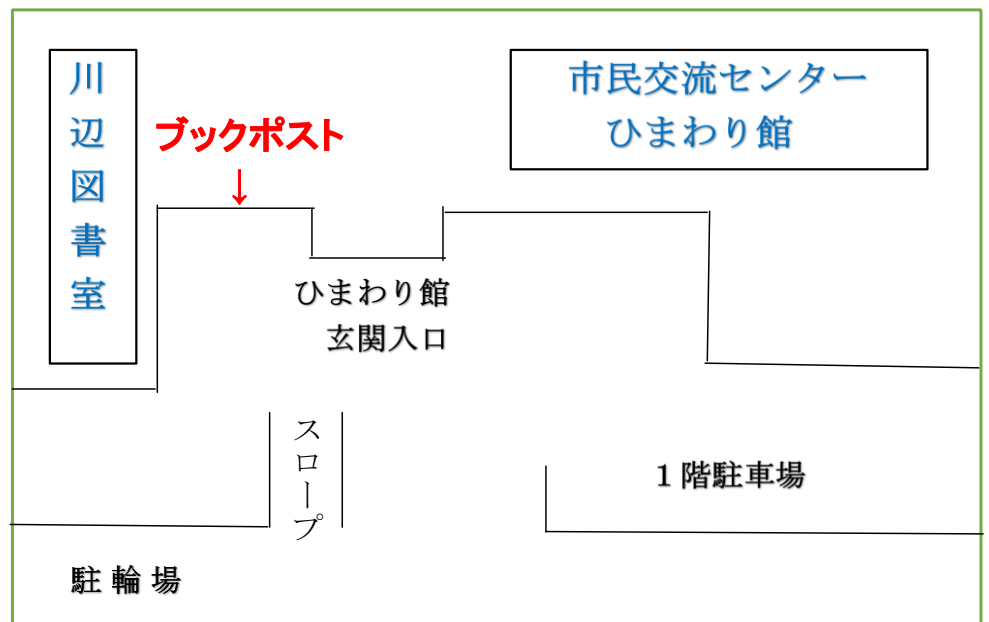 川辺図書室
ブックポスト
↓
市民交流センター
ひまわり館
ひまわり館
玄関入口
スロープ
１階駐車場
駐輪場